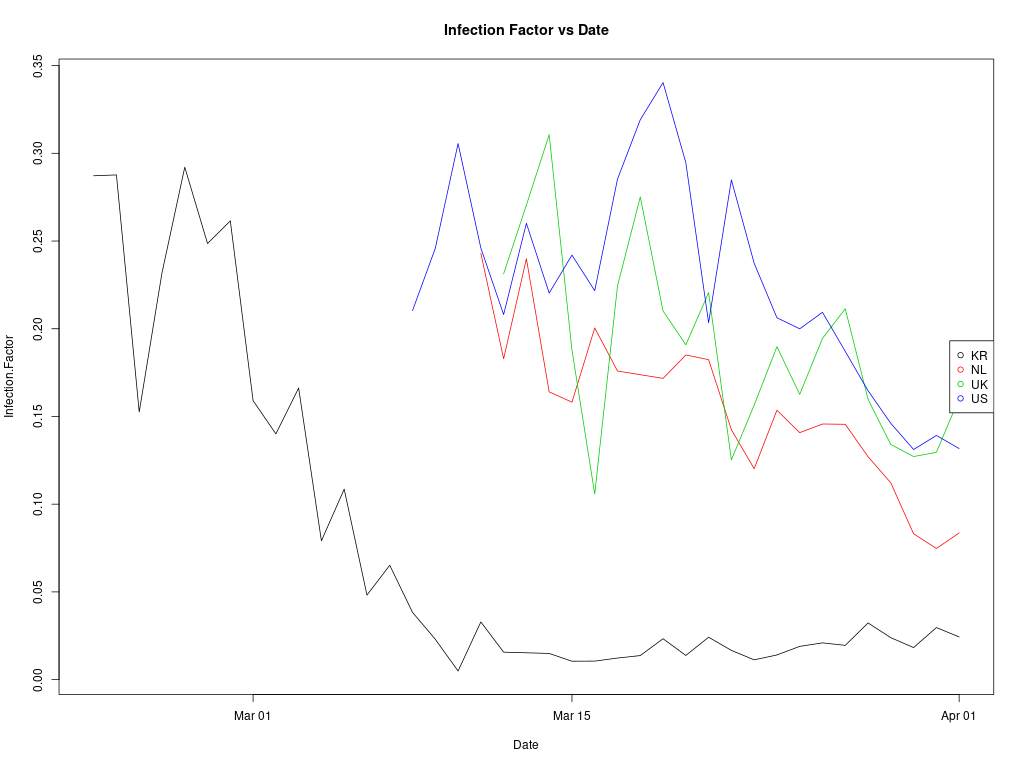 Infection Factor vs Date
Infection.Factor
0.35
0.30
0.25
0.20
0.15
0.10
0.05
0.00
KR
NL
UK
US
Mar 01
Mar 15
Apr 01
Date